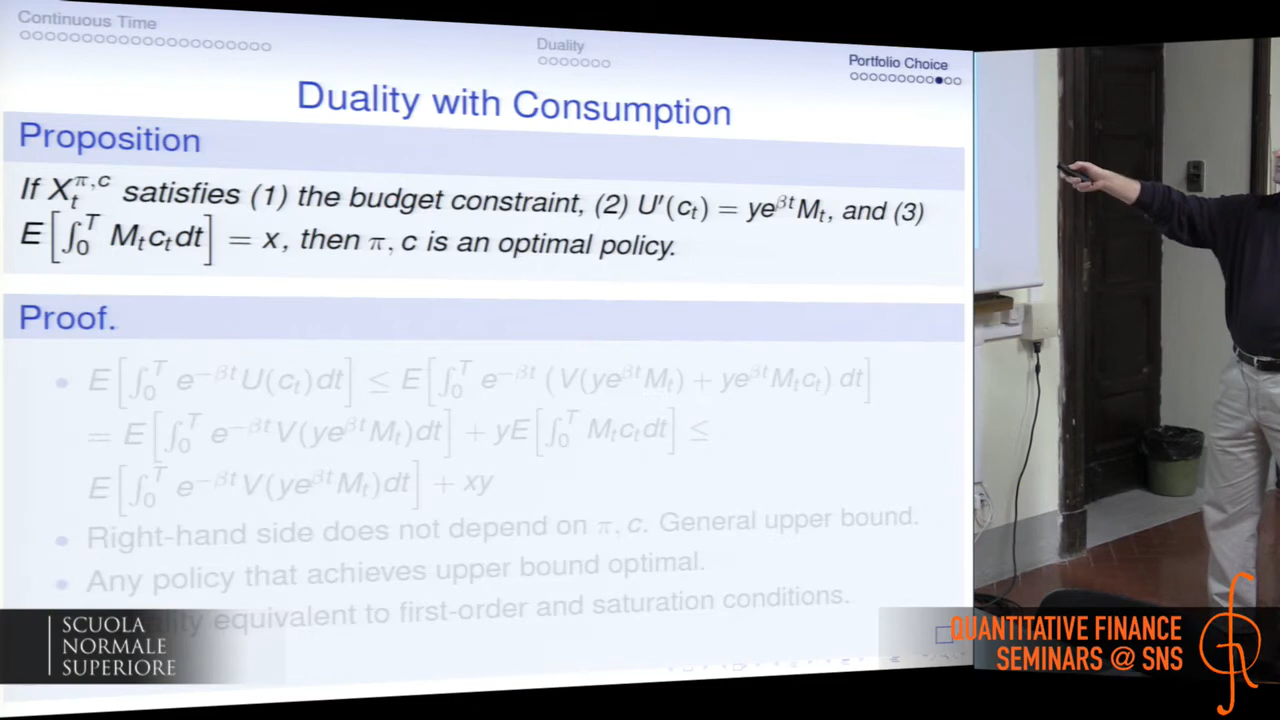 Continuous Time
Duality
Portfolio Choice
Duality with Consumption
Proposition
If X_t^{π,c} satisfies (1) the budget constraint, (2) U′(c_t) = ye^{βt}M_t, and (3)
E[∫_0^T M_t c_t dt] = x, then π, c is an optimal policy.
Proof.
• E[∫_0^T e^{−βt}U(c_t)dt] ≤ E[∫_0^T e^{−βt} (V(ye^{βt}M_t) + ye^{βt}M_t c_t) dt]
= E[∫_0^T e^{−βt}V(ye^{βt}M_t)dt] + yE[∫_0^T M_t c_t dt] ≤
E[∫_0^T e^{−βt}V(ye^{βt}M_t)dt] + xy
• Right-hand side does not depend on π, c. General upper bound.
• Any policy that achieves upper bound optimal.
equivalent to first-order and saturation conditions.
SCUOLA
NORMALE
SUPERIORE
QUANTITATIVE FINANCE
SEMINARS @ SNS